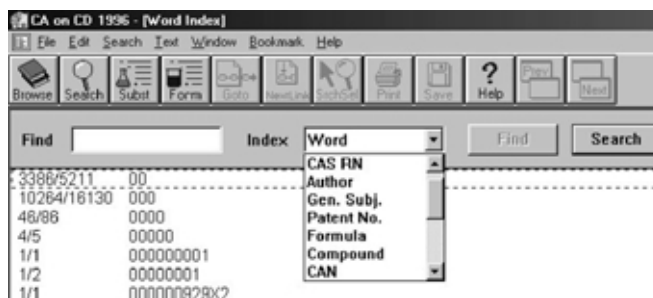 CA on CD 1996 - [Word Index]
File Edit Search Text Window Bookmark Help
Browse Search Subst Form Goto NextLink SrchSel Print Save Help Prev Next
Find Index Word Find Search
CAS RN
3386/5211 00 Author
10264/16130 000 Gen. Subj.
46/86 0000 Patent No.
4/5 00000 Formula
1/1 000000001 Compound
1/2 00000001 CAN
1/1 000000929X2